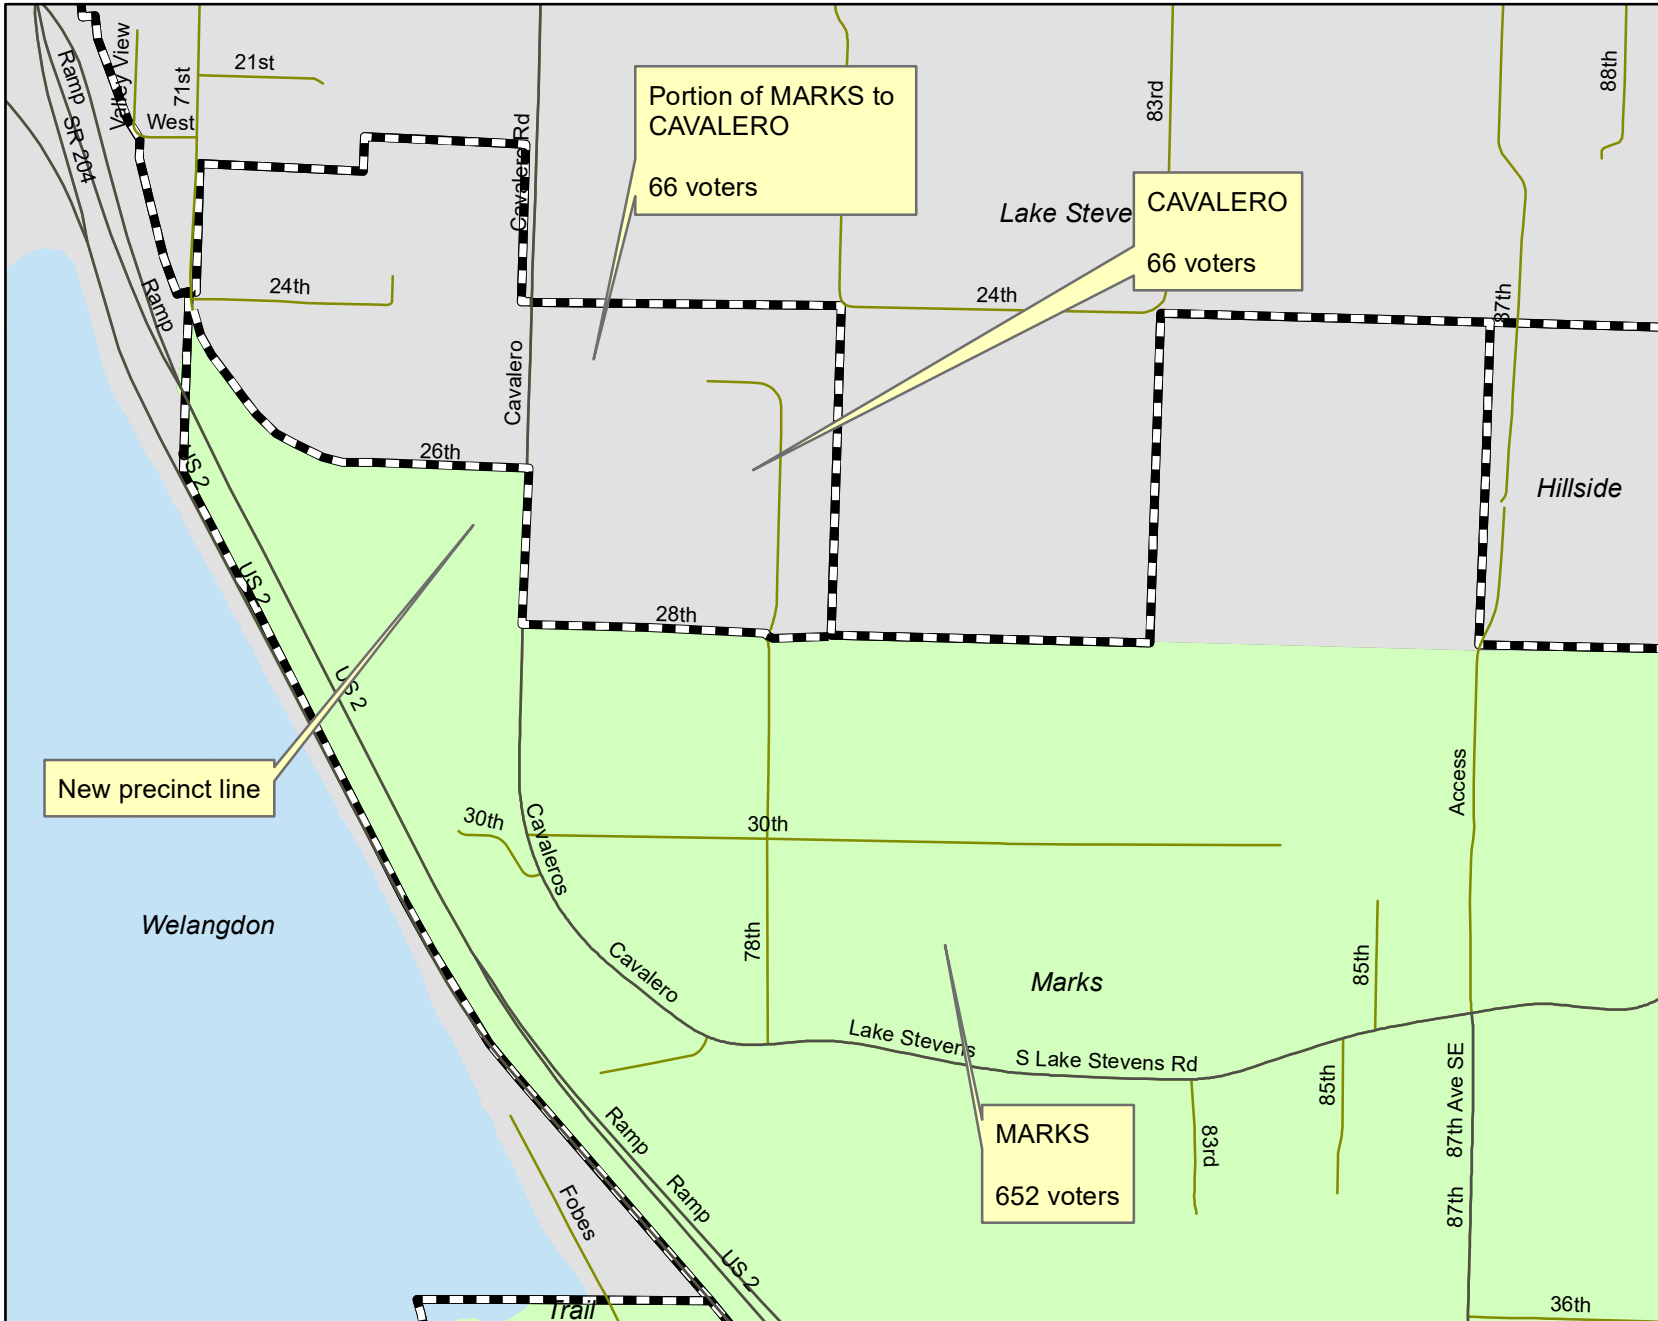 Valley View
71st
21st
West
Ramp
SR 204
Ramp
24th
Cavalero Rd
Portion of MARKS to
CAVALERO
66 voters
83rd
88th
Lake Steve
CAVALERO
66 voters
24th
87th
Cavalero
26th
Hillside
US 2
US 2
US 2
28th
New precinct line
30th
30th
Cavaleros
Access
Welangdon
78th
Cavalero
Marks
85th
Lake Stevens
S Lake Stevens Rd
85th
87th Ave SE
MARKS
652 voters
83rd
87th
Ramp
Ramp
Fobes
US 2
Trail
36th